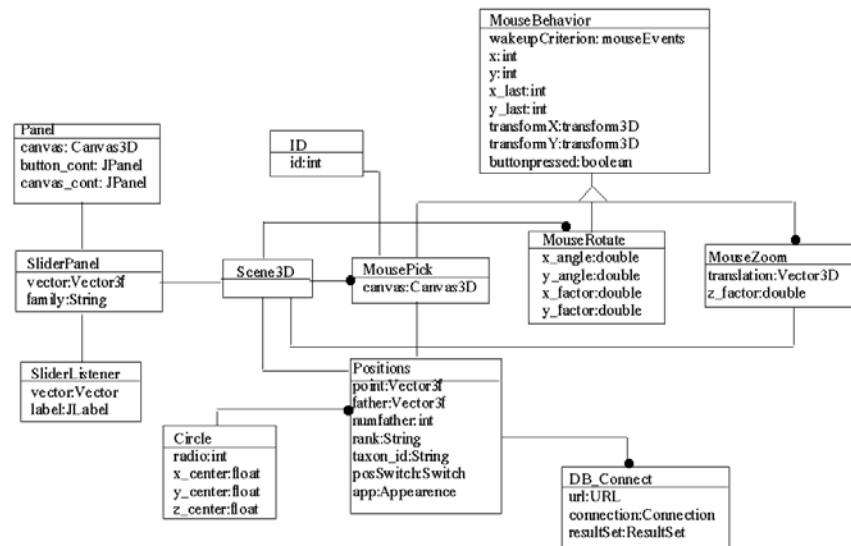 MouseBehavior
wakeupCriterion: mouseEvents
x:int
y:int
x_last:int
y_last:int
transformX:transform3D
transformY:transform3D
buttonpressed:boolean
Panel
canvas: Canvas3D
button_cont: JPanel
canvas_cont: JPanel
ID
id:int
SliderPanel
vector:Vector3f
family:String
Scene3D
MousePick
canvas:Canvas3D
MouseRotate
x_angle:double
y_angle:double
x_factor:double
y_factor:double
MouseZoom
translation:Vector3D
z_factor:double
SliderListener
vector:Vector
label:JLabel
Positions
point:Vector3f
father:Vector3f
numfather:int
rank:String
taxon_id:String
posSwitch:Switch
app:Appearence
Circle
radio:int
x_center:float
y_center:float
z_center:float
DB_Connect
url:URL
connection:Connection
resultSet:ResultSet